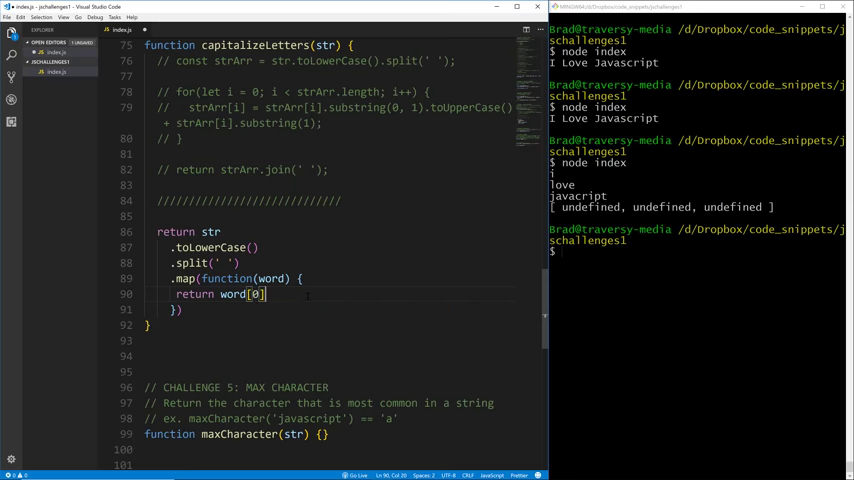 index.js - jschallenges1 - Visual Studio Code
File Edit Selection View Go Debug Tasks Help
EXPLORER
OPEN EDITORS 1 UNSAVED
index.js
JSCHALLENGES1
index.js
index.js
75 function capitalizeLetters(str) {
76 // const strArr = str.toLowerCase().split(' ');
77
78 // for(let i = 0; i < strArr.length; i++) {
79 //   strArr[i] = strArr[i].substring(0, 1).toUpperCase()
+ strArr[i].substring(1);
80 // }
81
82 // return strArr.join(' ');
83
84 /////////////////////////////
85
86 return str
87 .toLowerCase()
88 .split(' ')
89 .map(function(word) {
90 return word[0]
91 })
92 }
93
94
95
96 // CHALLENGE 5: MAX CHARACTER
97 // Return the character that is most common in a string
98 // ex. maxCharacter('javascript') == 'a'
99 function maxCharacter(str) {}
100
101
0 0 Go Live Ln 90, Col 20 Spaces: 2 UTF-8 CRLF JavaScript Prettier
MINGW64:/d/Dropbox/code_snippets/jschallenges1
Brad@traversy-media /d/Dropbox/code_snippets/j
schallenges1
$ node index
I Love Javascript
Brad@traversy-media /d/Dropbox/code_snippets/j
schallenges1
$ node index
I Love Javascript
Brad@traversy-media /d/Dropbox/code_snippets/j
schallenges1
$ node index
i
love
javacript
[ undefined, undefined, undefined ]
Brad@traversy-media /d/Dropbox/code_snippets/j
schallenges1
$